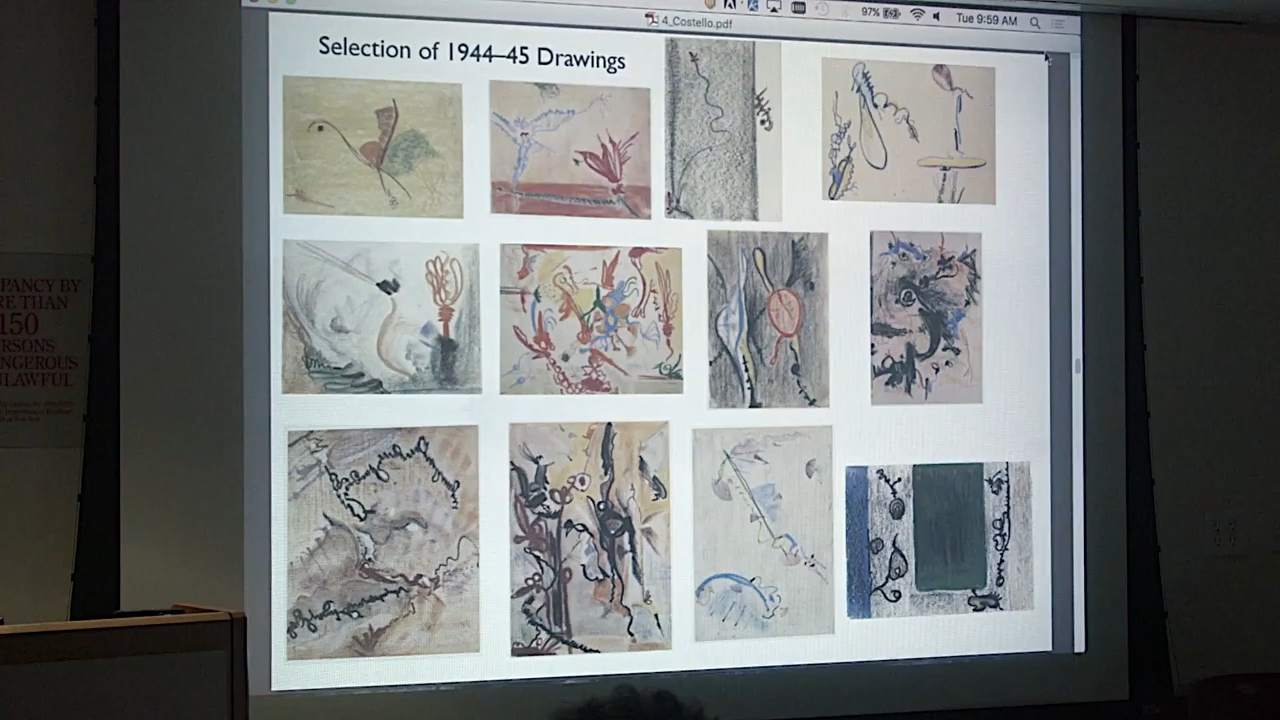 97%
Tue 9:59 AM
4_Costello.pdf
Selection of 1944–45 Drawings
PANCY BY
RE THAN
150
RSONS
NGEROUS
NLAWFUL